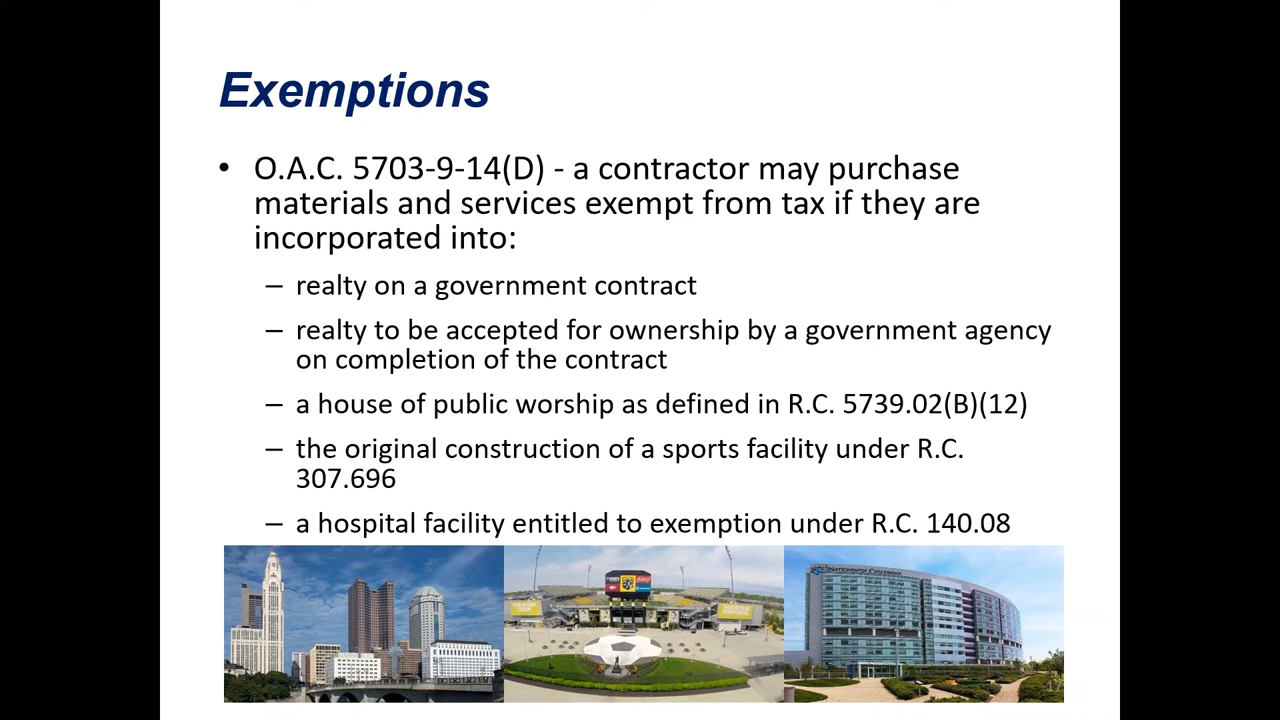 Exemptions
• O.A.C. 5703-9-14(D) - a contractor may purchase
materials and services exempt from tax if they are
incorporated into:
– realty on a government contract
– realty to be accepted for ownership by a government agency
on completion of the contract
– a house of public worship as defined in R.C. 5739.02(B)(12)
– the original construction of a sports facility under R.C.
307.696
– a hospital facility entitled to exemption under R.C. 140.08
NATIONWIDE CHILDREN'S